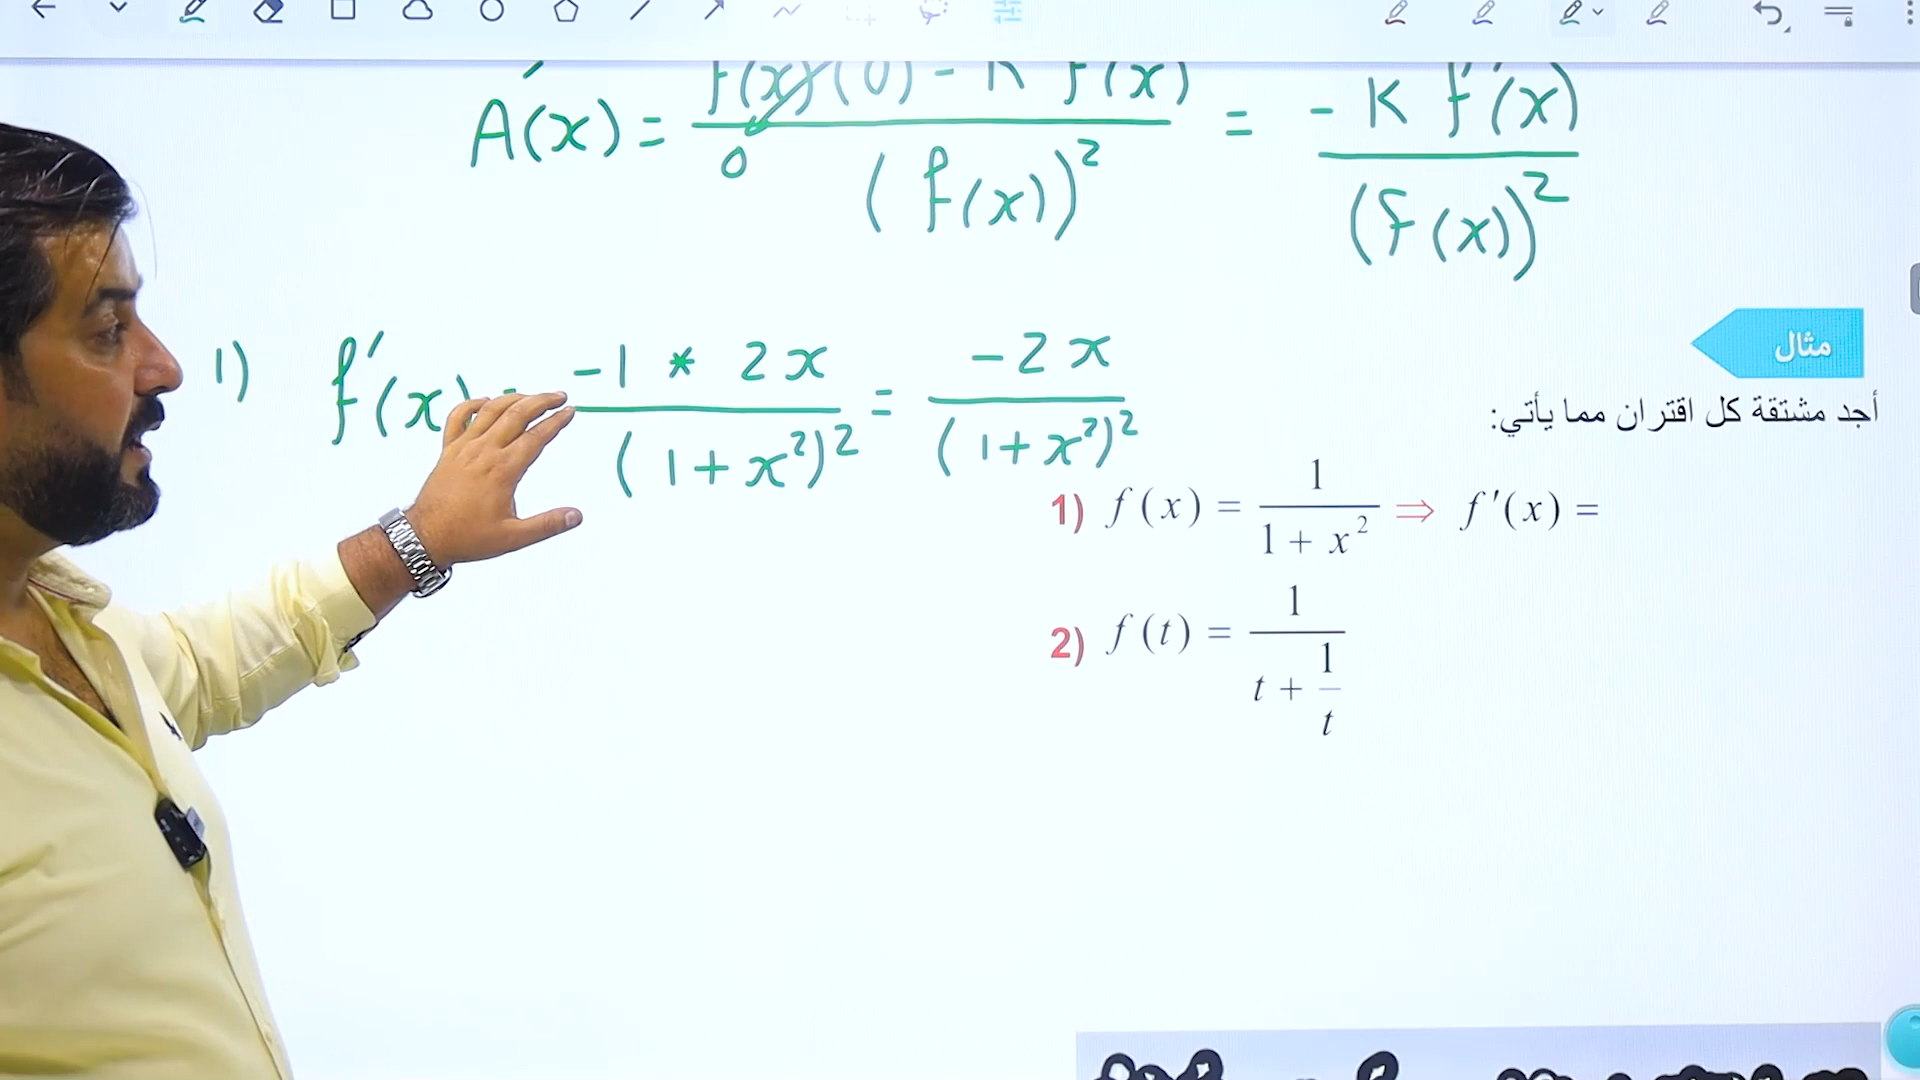 A'(x) = f(x)(0) - K f'(x) / (f(x))² = - K f'(x) / (f(x))²
0
1) f'(x) = -1 * 2x / (1+x²)² = -2x / (1+x²)²
مثال
أجد مشتقة كل اقتران مما يأتي:
1) f(x) = 1 / (1 + x²) ⇒ f'(x) =
2) f(t) = 1 / (t + 1/t)